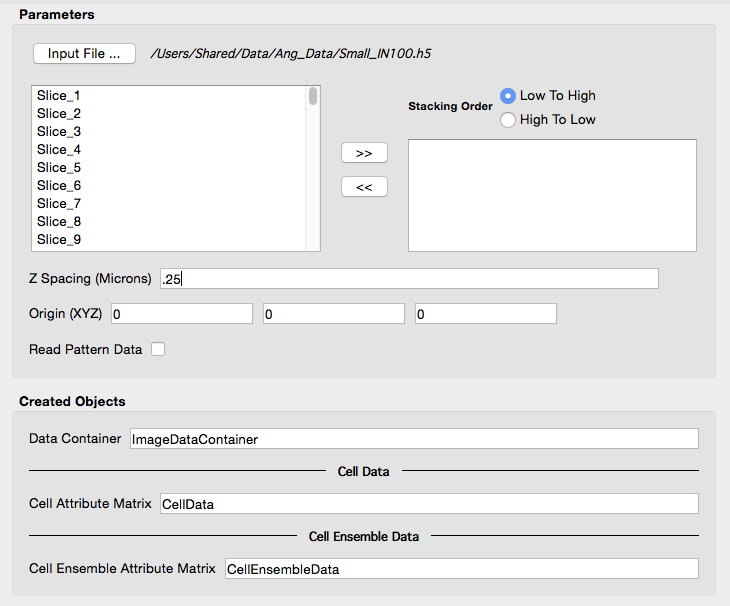 Parameters
Input File ... /Users/Shared/Data/Ang_Data/Small_IN100.h5
Slice_1
Slice_2
Slice_3
Slice_4
Slice_5
Slice_6
Slice_7
Slice_8
Slice_9
>>
<<
Stacking Order
Low To High
High To Low
Z Spacing (Microns) .25
Origin (XYZ) 0 0 0
Read Pattern Data
Created Objects
Data Container ImageDataContainer
Cell Data
Cell Attribute Matrix CellData
Cell Ensemble Data
Cell Ensemble Attribute Matrix CellEnsembleData